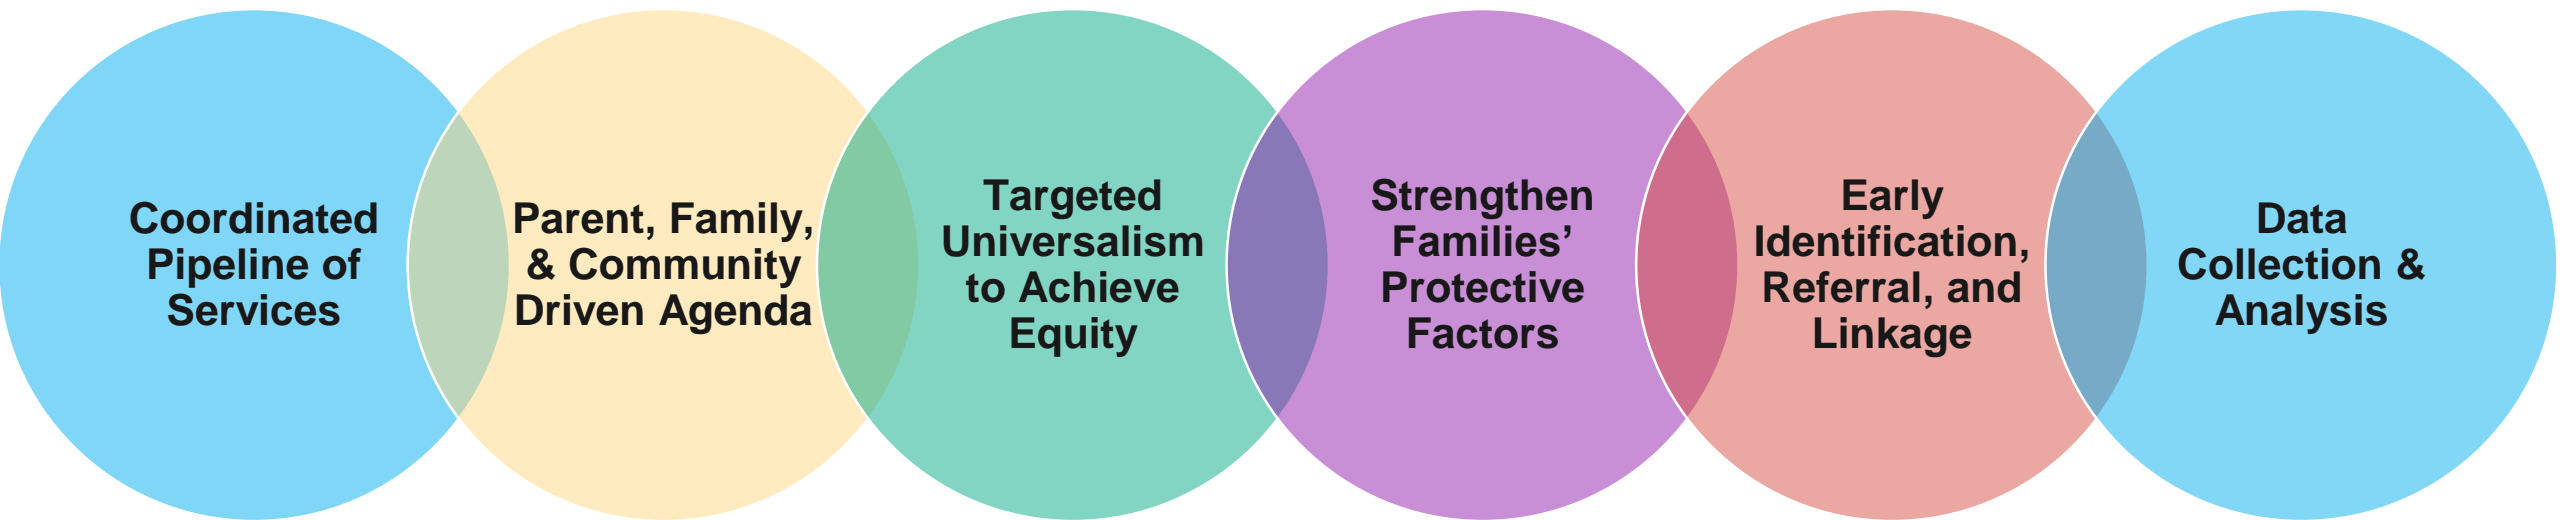 Coordinated
Pipeline of
Services
Parent, Family,
& Community
Driven Agenda
Targeted
Universalism
to Achieve
Equity
Strengthen
Families’
Protective
Factors
Early
Identification,
Referral, and
Linkage
Data
Collection &
Analysis